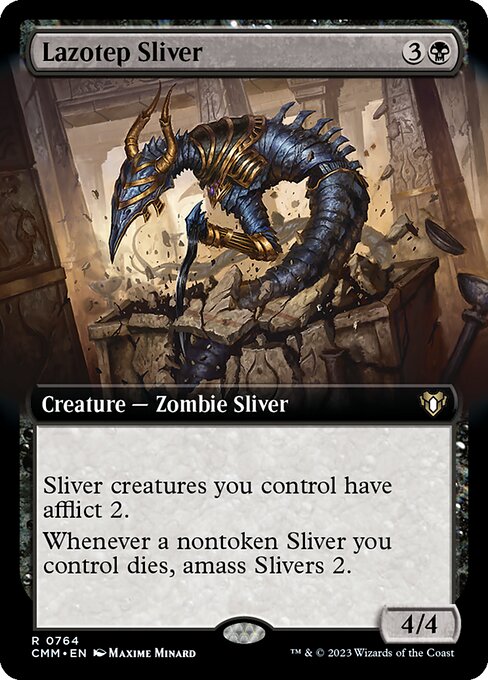 Lazotep Sliver 3
Creature — Zombie Sliver
Sliver creatures you control have
afflict 2.
Whenever a nontoken Sliver you
control dies, amass Slivers 2.
4/4
R 0764
CMM • EN Maxime Minard
™ & © 2023 Wizards of the Coast